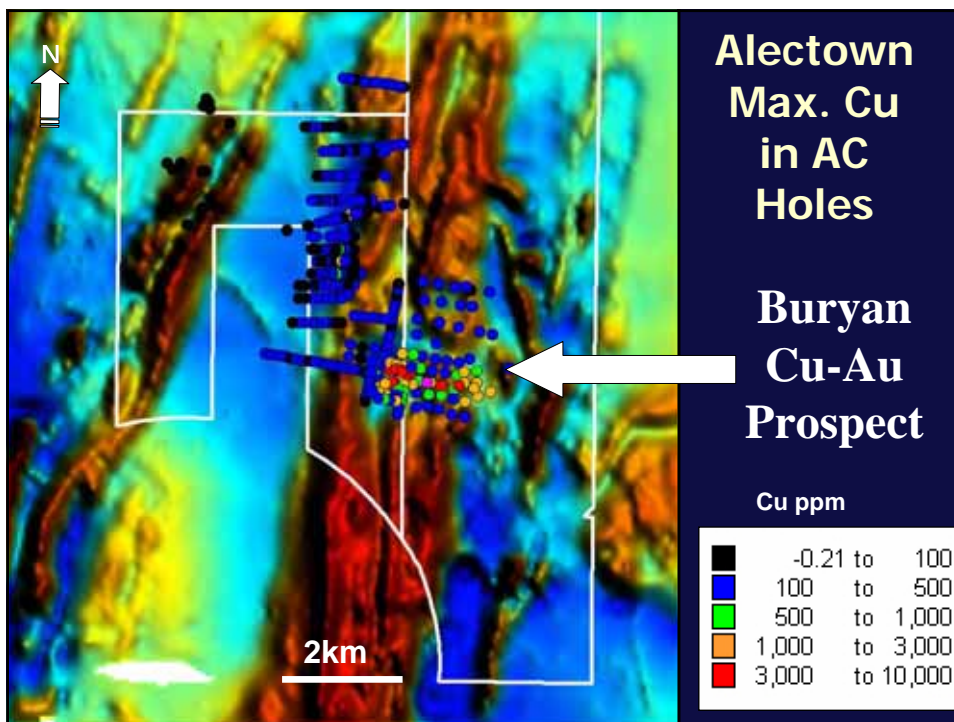 N
2km
Alectown
Max. Cu
in AC
Holes
Buryan
Cu-Au
Prospect
Cu ppm
-0.21 to 100
100 to 500
500 to 1,000
1,000 to 3,000
3,000 to 10,000